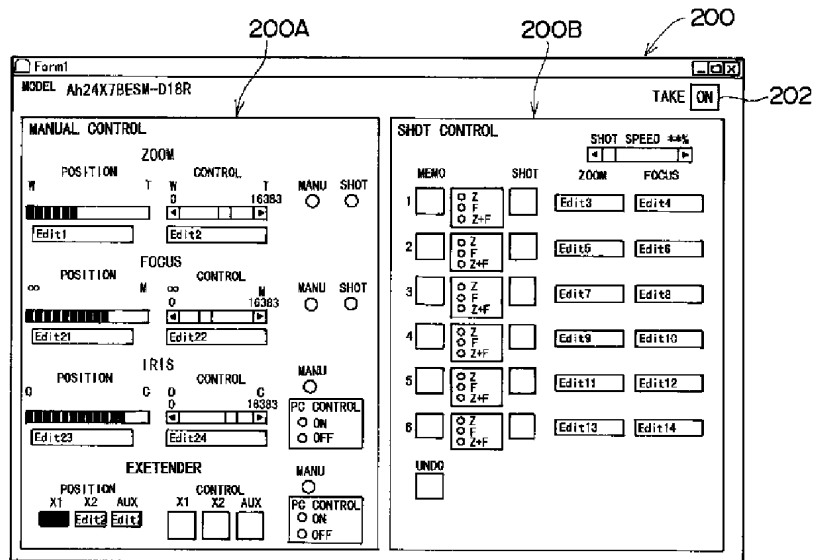 200
200A
200B
Form1
MODEL Ah24X7BESM-D18R
TAKE ON
202
MANUAL CONTROL
ZOOM
POSITION CONTROL
W T W T MANU SHOT
0 16383
Edit1 Edit2
FOCUS
POSITION CONTROL
∞ M ∞ M MANU SHOT
0 16383
Edit21 Edit22
IRIS
POSITION CONTROL MANU
O C O C
0 16383
PC CONTROL
ON
OFF
Edit23 Edit24
EXETENDER
MANU
POSITION CONTROL
X1 X2 AUX X1 X2 AUX
Edit2 Edit2
PC CONTROL
ON
OFF
SHOT CONTROL
SHOT SPEED **%
MEMO SHOT ZOOM FOCUS
1 Z F Z+F Edit3 Edit4
2 Z F Z+F Edit5 Edit6
3 Z F Z+F Edit7 Edit8
4 Z F Z+F Edit9 Edit10
5 Z F Z+F Edit11 Edit12
6 Z F Z+F Edit13 Edit14
UNDO